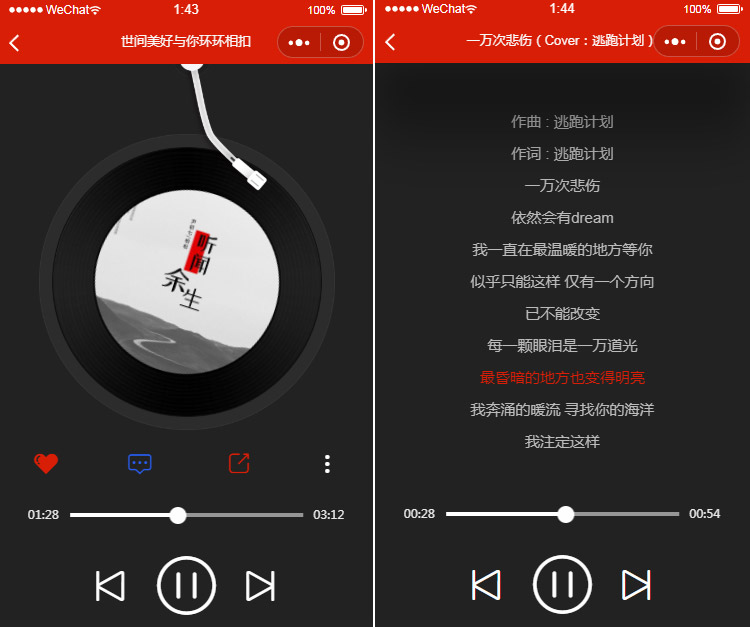 WeChat 1:43 100%
世间美好与你环环相扣
听闻
余生
01:28 03:12
WeChat 1:44 100%
一万次悲伤 ( Cover : 逃跑计划 )
作曲 : 逃跑计划
作词 : 逃跑计划
一万次悲伤
依然会有dream
我一直在最温暖的地方等你
似乎只能这样 仅有一个方向
已不能改变
每一颗眼泪是一万道光
最昏暗的地方也变得明亮
我奔涌的暖流 寻找你的海洋
我注定这样
00:28 00:54